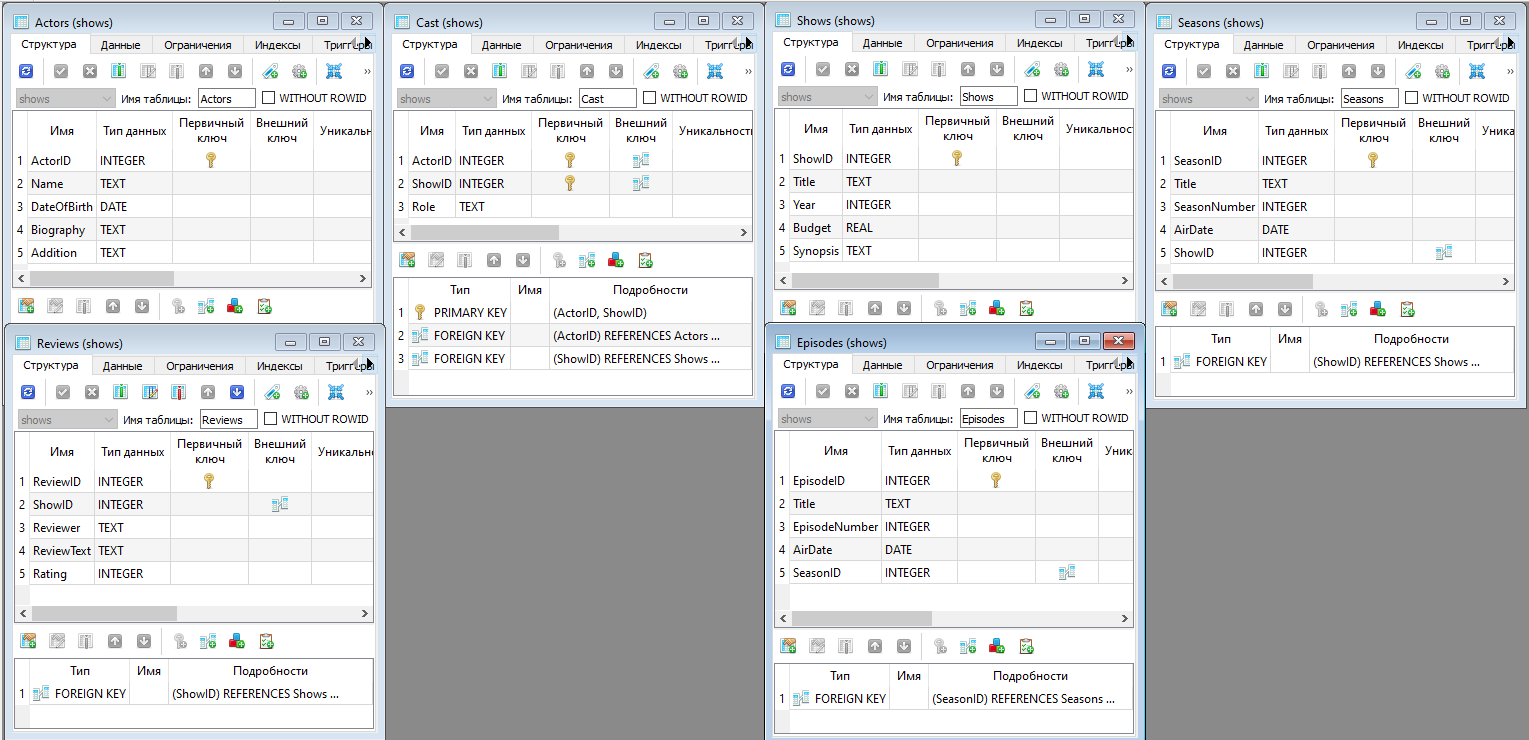 Actors (shows)
Структура Данные Ограничения Индексы Триггеры
»
shows Имя таблицы: Actors WITHOUT ROWID
Имя Тип данных Первичный ключ Внешний ключ
1 ActorID INTEGER
2 Name TEXT
3 DateOfBirth DATE
4 Biography TEXT
5 Addition TEXT
Cast (shows)
Структура Данные Ограничения Индексы Триггеры
»
shows Имя таблицы: Cast WITHOUT ROWID
Имя Тип данных Первичный ключ Внешний ключ Уникальност
1 ActorID INTEGER
2 ShowID INTEGER
3 Role TEXT
Тип Имя Подробности
1 PRIMARY KEY (ActorID, ShowID)
2 FOREIGN KEY (ActorID) REFERENCES Actors ...
3 FOREIGN KEY (ShowID) REFERENCES Shows ...
Shows (shows)
Структура Данные Ограничения Индексы Триггеры
»
shows Имя таблицы: Shows WITHOUT ROWID
Имя Тип данных Первичный ключ Внешний ключ Уникальност
1 ShowID INTEGER
2 Title TEXT
3 Year INTEGER
4 Budget REAL
5 Synopsis TEXT
Seasons (shows)
Структура Данные Ограничения Индексы Триггеры
»
shows Имя таблицы: Seasons WITHOUT ROWID
Имя Тип данных Первичный ключ Внешний ключ Уника
1 SeasonID INTEGER
2 Title TEXT
3 SeasonNumber INTEGER
4 AirDate DATE
5 ShowID INTEGER
Тип Имя Подробности
1 FOREIGN KEY (ShowID) REFERENCES Shows ...
Reviews (shows)
Структура Данные Ограничения Индексы Триггеры
»
shows Имя таблицы: Reviews WITHOUT ROWID
Имя Тип данных Первичный ключ Внешний ключ Уникально
1 ReviewID INTEGER
2 ShowID INTEGER
3 Reviewer TEXT
4 ReviewText TEXT
5 Rating INTEGER
Тип Имя Подробности
1 FOREIGN KEY (ShowID) REFERENCES Shows ...
Episodes (shows)
Структура Данные Ограничения Индексы Триггеры
»
shows Имя таблицы: Episodes WITHOUT ROWID
Имя Тип данных Первичный ключ Внешний ключ Уник
1 EpisodeID INTEGER
2 Title TEXT
3 EpisodeNumber INTEGER
4 AirDate DATE
5 SeasonID INTEGER
Тип Имя Подробности
1 FOREIGN KEY (SeasonID) REFERENCES Seasons ...